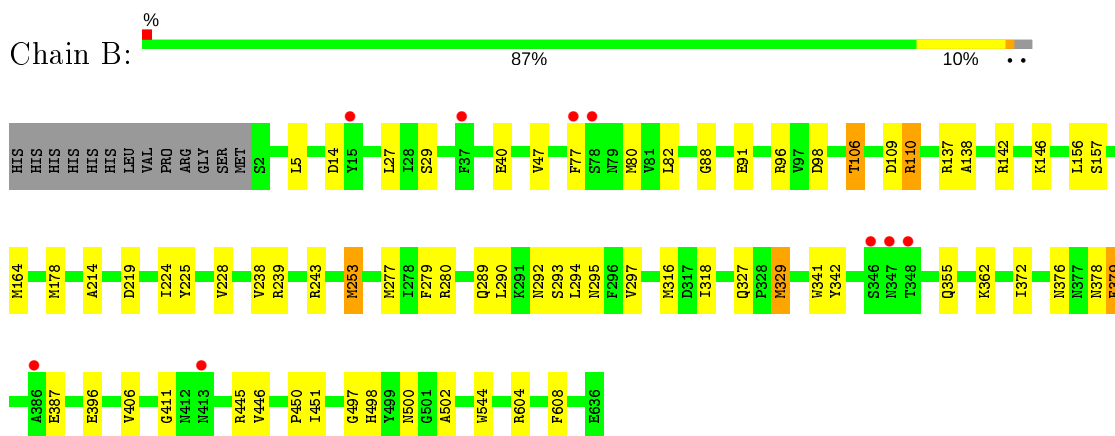 %
Chain B:
87% 10% • •
HIS HIS HIS HIS HIS HIS LEU VAL PRO ARG GLY SER MET S2 L5 D14 Y15 L27 I28 S29 F37 E40 V47 F77 S78 N79 M80 V81 L82 G88 E91 R96 V97 D98 T106 D109 R110 R137 A138 R142 K146 L156 S157
M164 M178 A214 D219 I224 Y225 V228 V238 R239 R243 M253 M277 I278 F279 R280 Q289 L290 K291 N292 S293 L294 N295 F296 V297 M316 D317 I318 Q327 P328 M329 W341 Y342 S346 N347 T348 Q355 K362 I372 N376 N377 N378
A386 E387 E396 V406 G411 N412 N413 R445 V446 P450 I451 G497 H498 Y499 N500 G501 A502 W544 R604 F608 E636